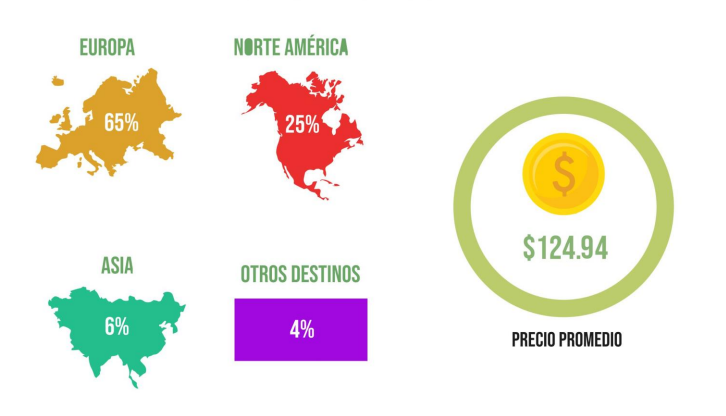 EUROPA
65%
NORTE AMÉRICA
25%
ASIA
6%
OTROS DESTINOS
4%
$
$124.94
PRECIO PROMEDIO